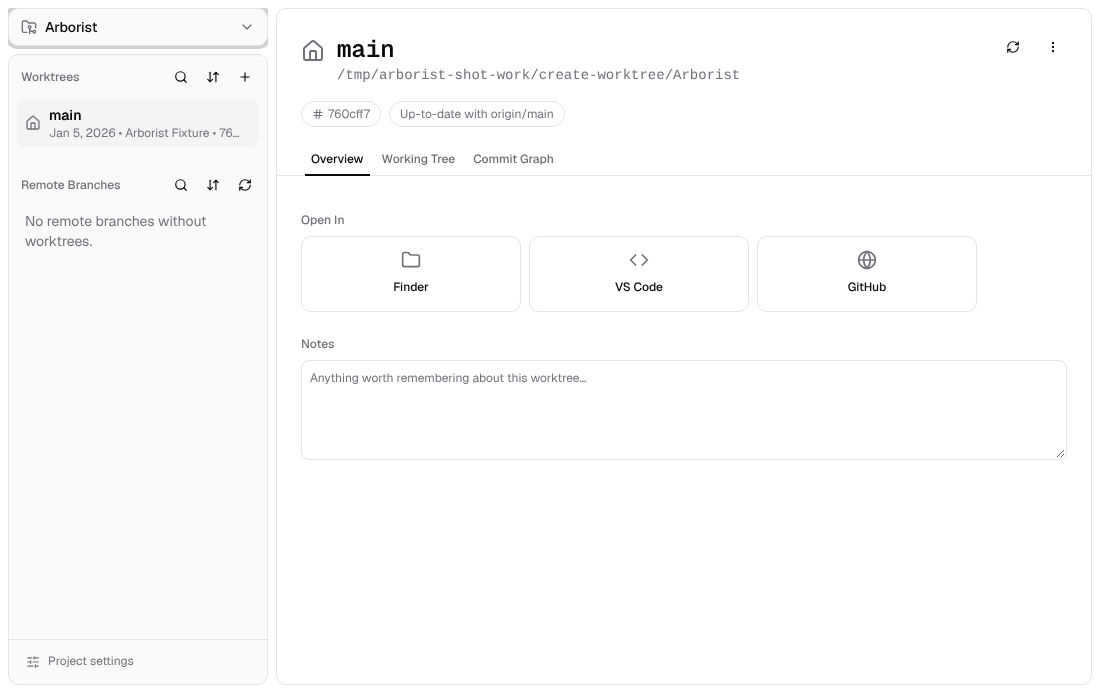 Arborist
Worktrees
main
Jan 5, 2026 • Arborist Fixture • 76…
Remote Branches
No remote branches without
worktrees.
Project settings
main
/tmp/arborist-shot-work/create-worktree/Arborist
# 760cff7
Up-to-date with origin/main
Overview
Working Tree
Commit Graph
Open In
Finder
VS Code
GitHub
Notes
Anything worth remembering about this worktree…